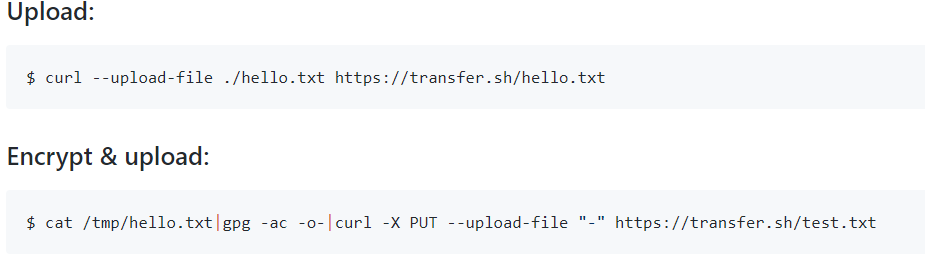 Upload:
$ curl --upload-file ./hello.txt https://transfer.sh/hello.txt
Encrypt & upload:
$ cat /tmp/hello.txt|gpg -ac -o-|curl -X PUT --upload-file "-" https://transfer.sh/test.txt